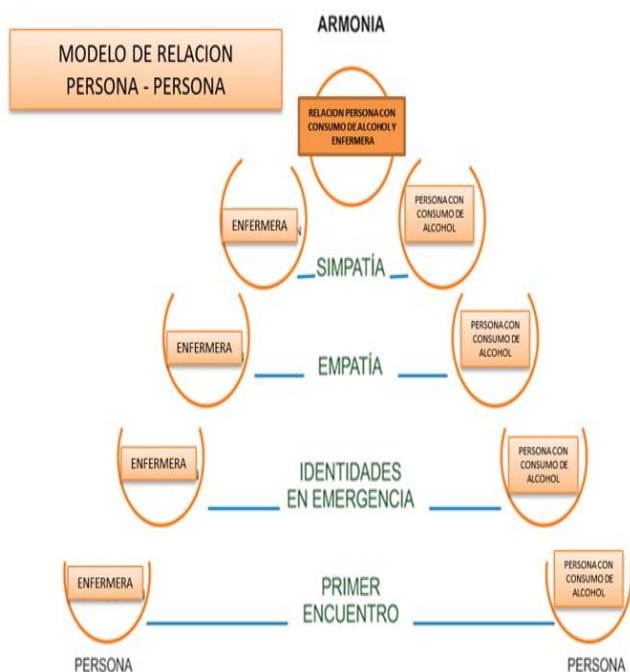 ARMONIA
MODELO DE RELACION
PERSONA - PERSONA
RELACION PERSONA CON
CONSUMO DE ALCOHOL Y
ENFERMERA
ENFERMERA
PERSONA CON
CONSUMO DE
ALCOHOL
SIMPATÍA
ENFERMERA
PERSONA CON
CONSUMO DE
ALCOHOL
EMPATÍA
ENFERMERA
PERSONA CON
CONSUMO DE
ALCOHOL
IDENTIDADES
EN EMERGENCIA
ENFERMERA
PERSONA CON
CONSUMO DE
ALCOHOL
PRIMER
ENCUENTRO
PERSONA
PERSONA